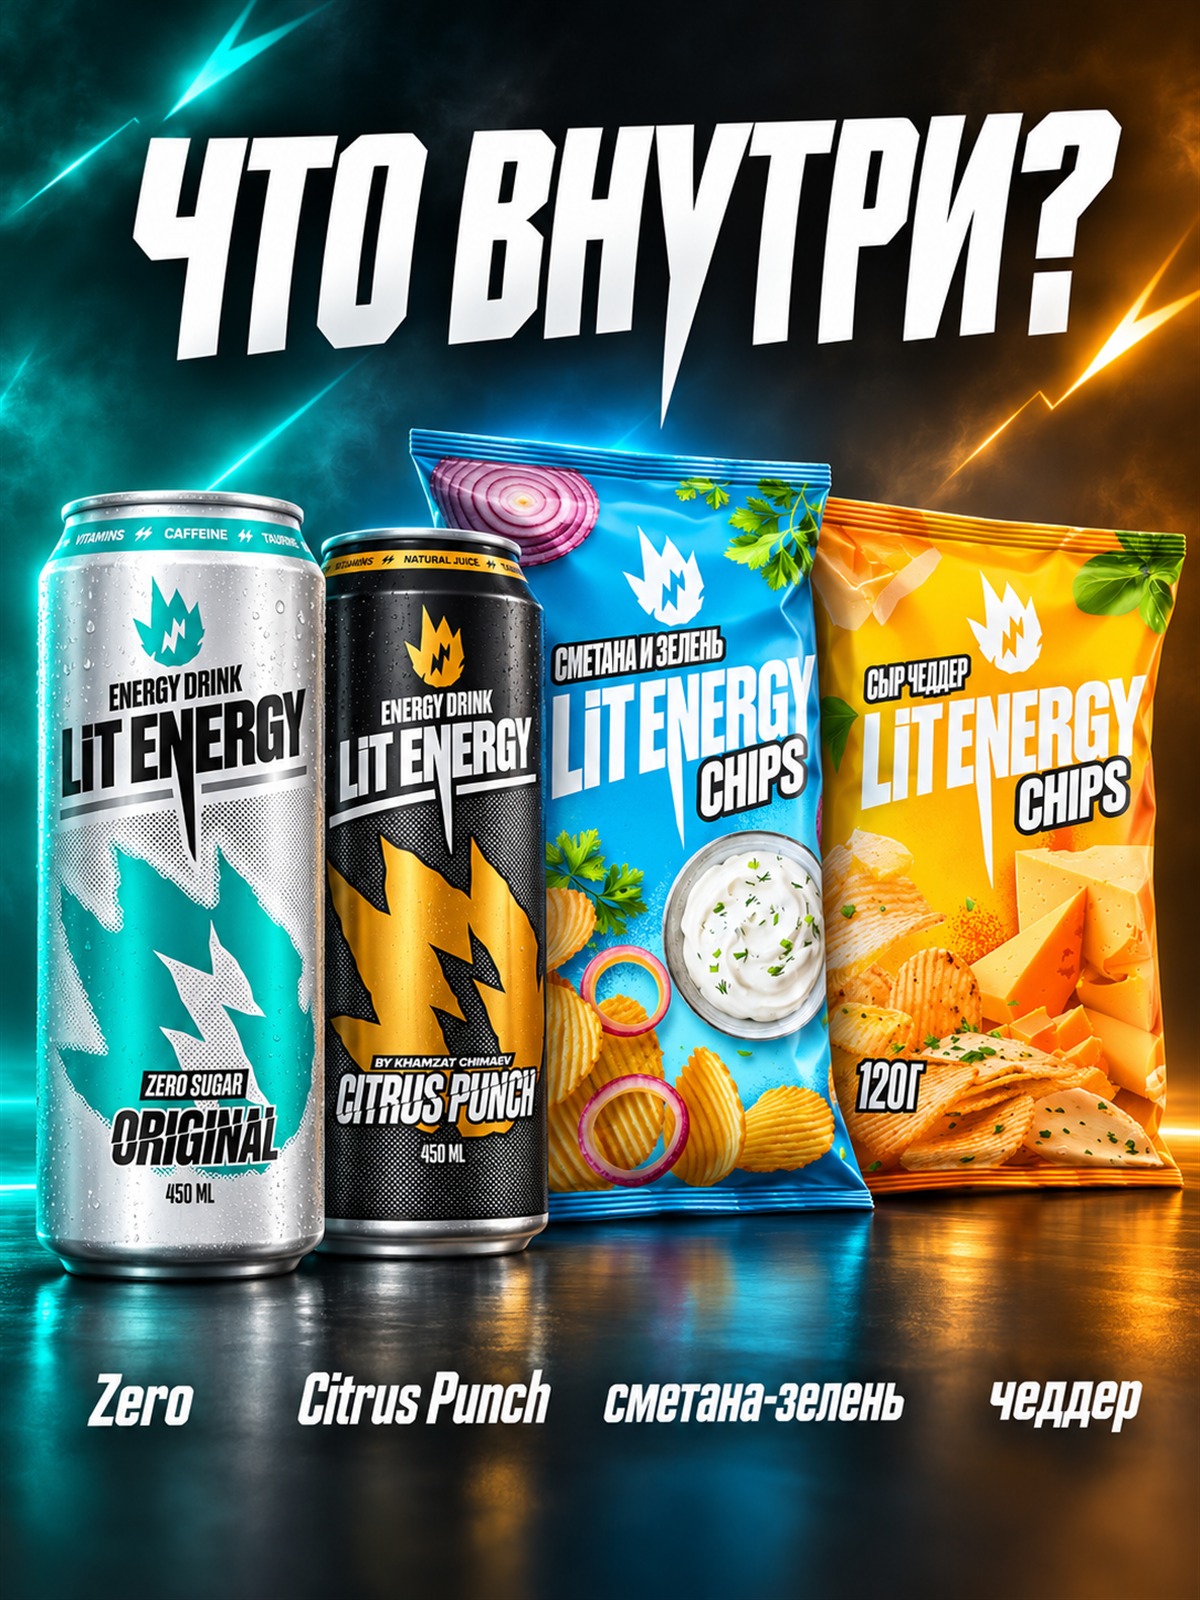 ЧТО ВНУТРИ?
VITAMINS CAFFEINE TAURINE
ENERGY DRINK
LIT ENERGY
ZERO SUGAR
ORIGINAL
450 ML
VITAMINS NATURAL JUICE
ENERGY DRINK
LIT ENERGY
BY KHAMZAT CHIMAEV
CITRUS PUNCH
450 ML
СМЕТАНА И ЗЕЛЕНЬ
LIT ENERGY
CHIPS
СЫР ЧЕДДЕР
LIT ENERGY
CHIPS
120Г
Zero
Citrus Punch
сметана-зелень
чеддер